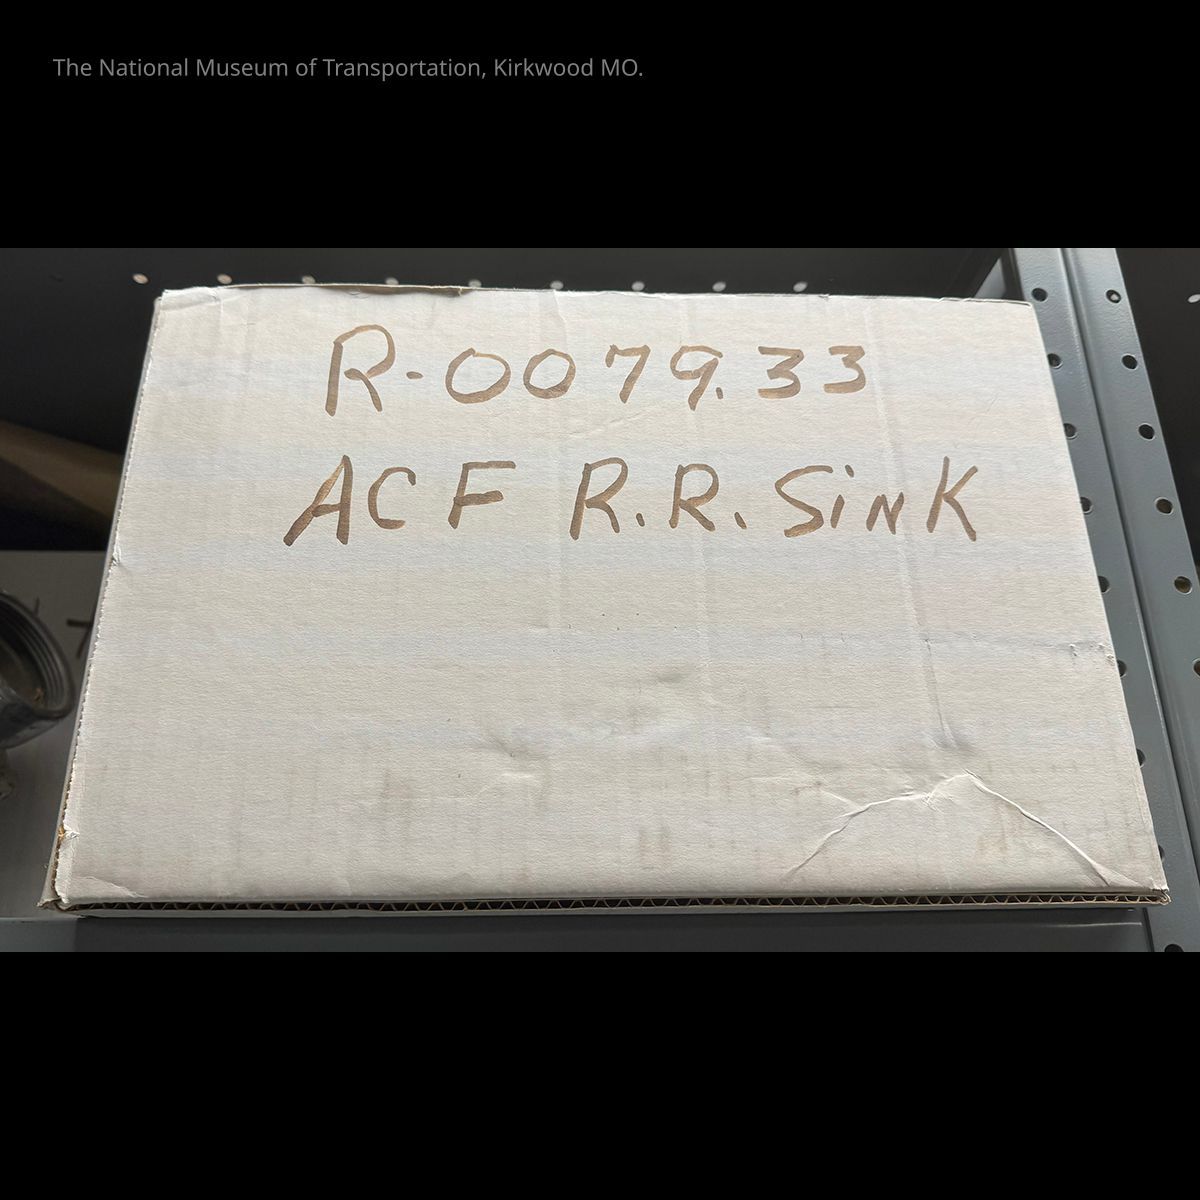 The National Museum of Transportation, Kirkwood MO.
R-0079.33
ACF R.R. SiNK